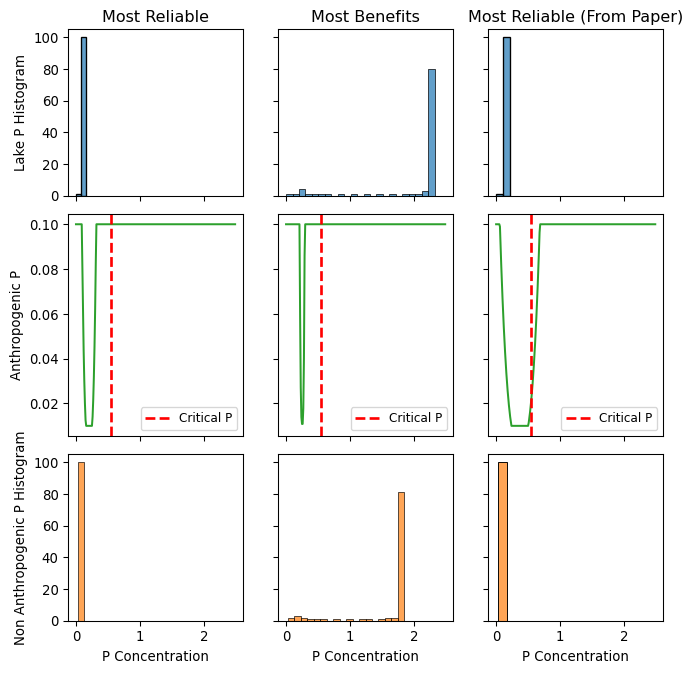 Most Reliable
Most Benefits
Most Reliable (From Paper)
Lake P Histogram
100
80
60
40
20
0
Anthropogenic P
0.10
0.08
0.06
0.04
0.02
Critical P
Critical P
Critical P
Non Anthropogenic P Histogram
100
80
60
40
20
0
0 1 2
0 1 2
0 1 2
P Concentration
P Concentration
P Concentration